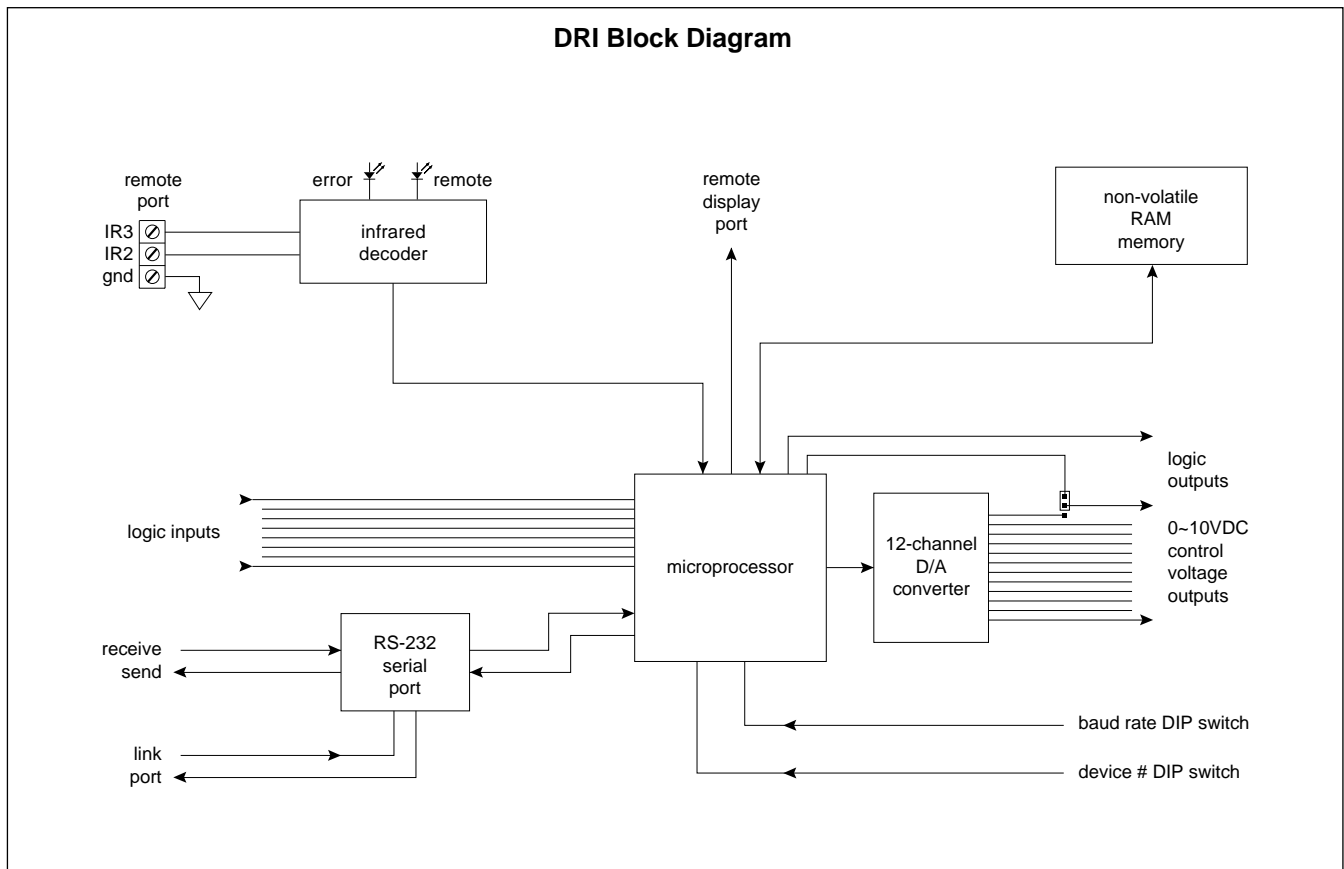 DRI Block Diagram
remote
port
IR3
IR2
gnd
error
remote
infrared
decoder
remote
display
port
non-volatile
RAM
memory
logic inputs
microprocessor
12-channel
D/A
converter
logic
outputs
0~10VDC
control
voltage
outputs
receive
send
RS-232
serial
port
link
port
baud rate DIP switch
device # DIP switch